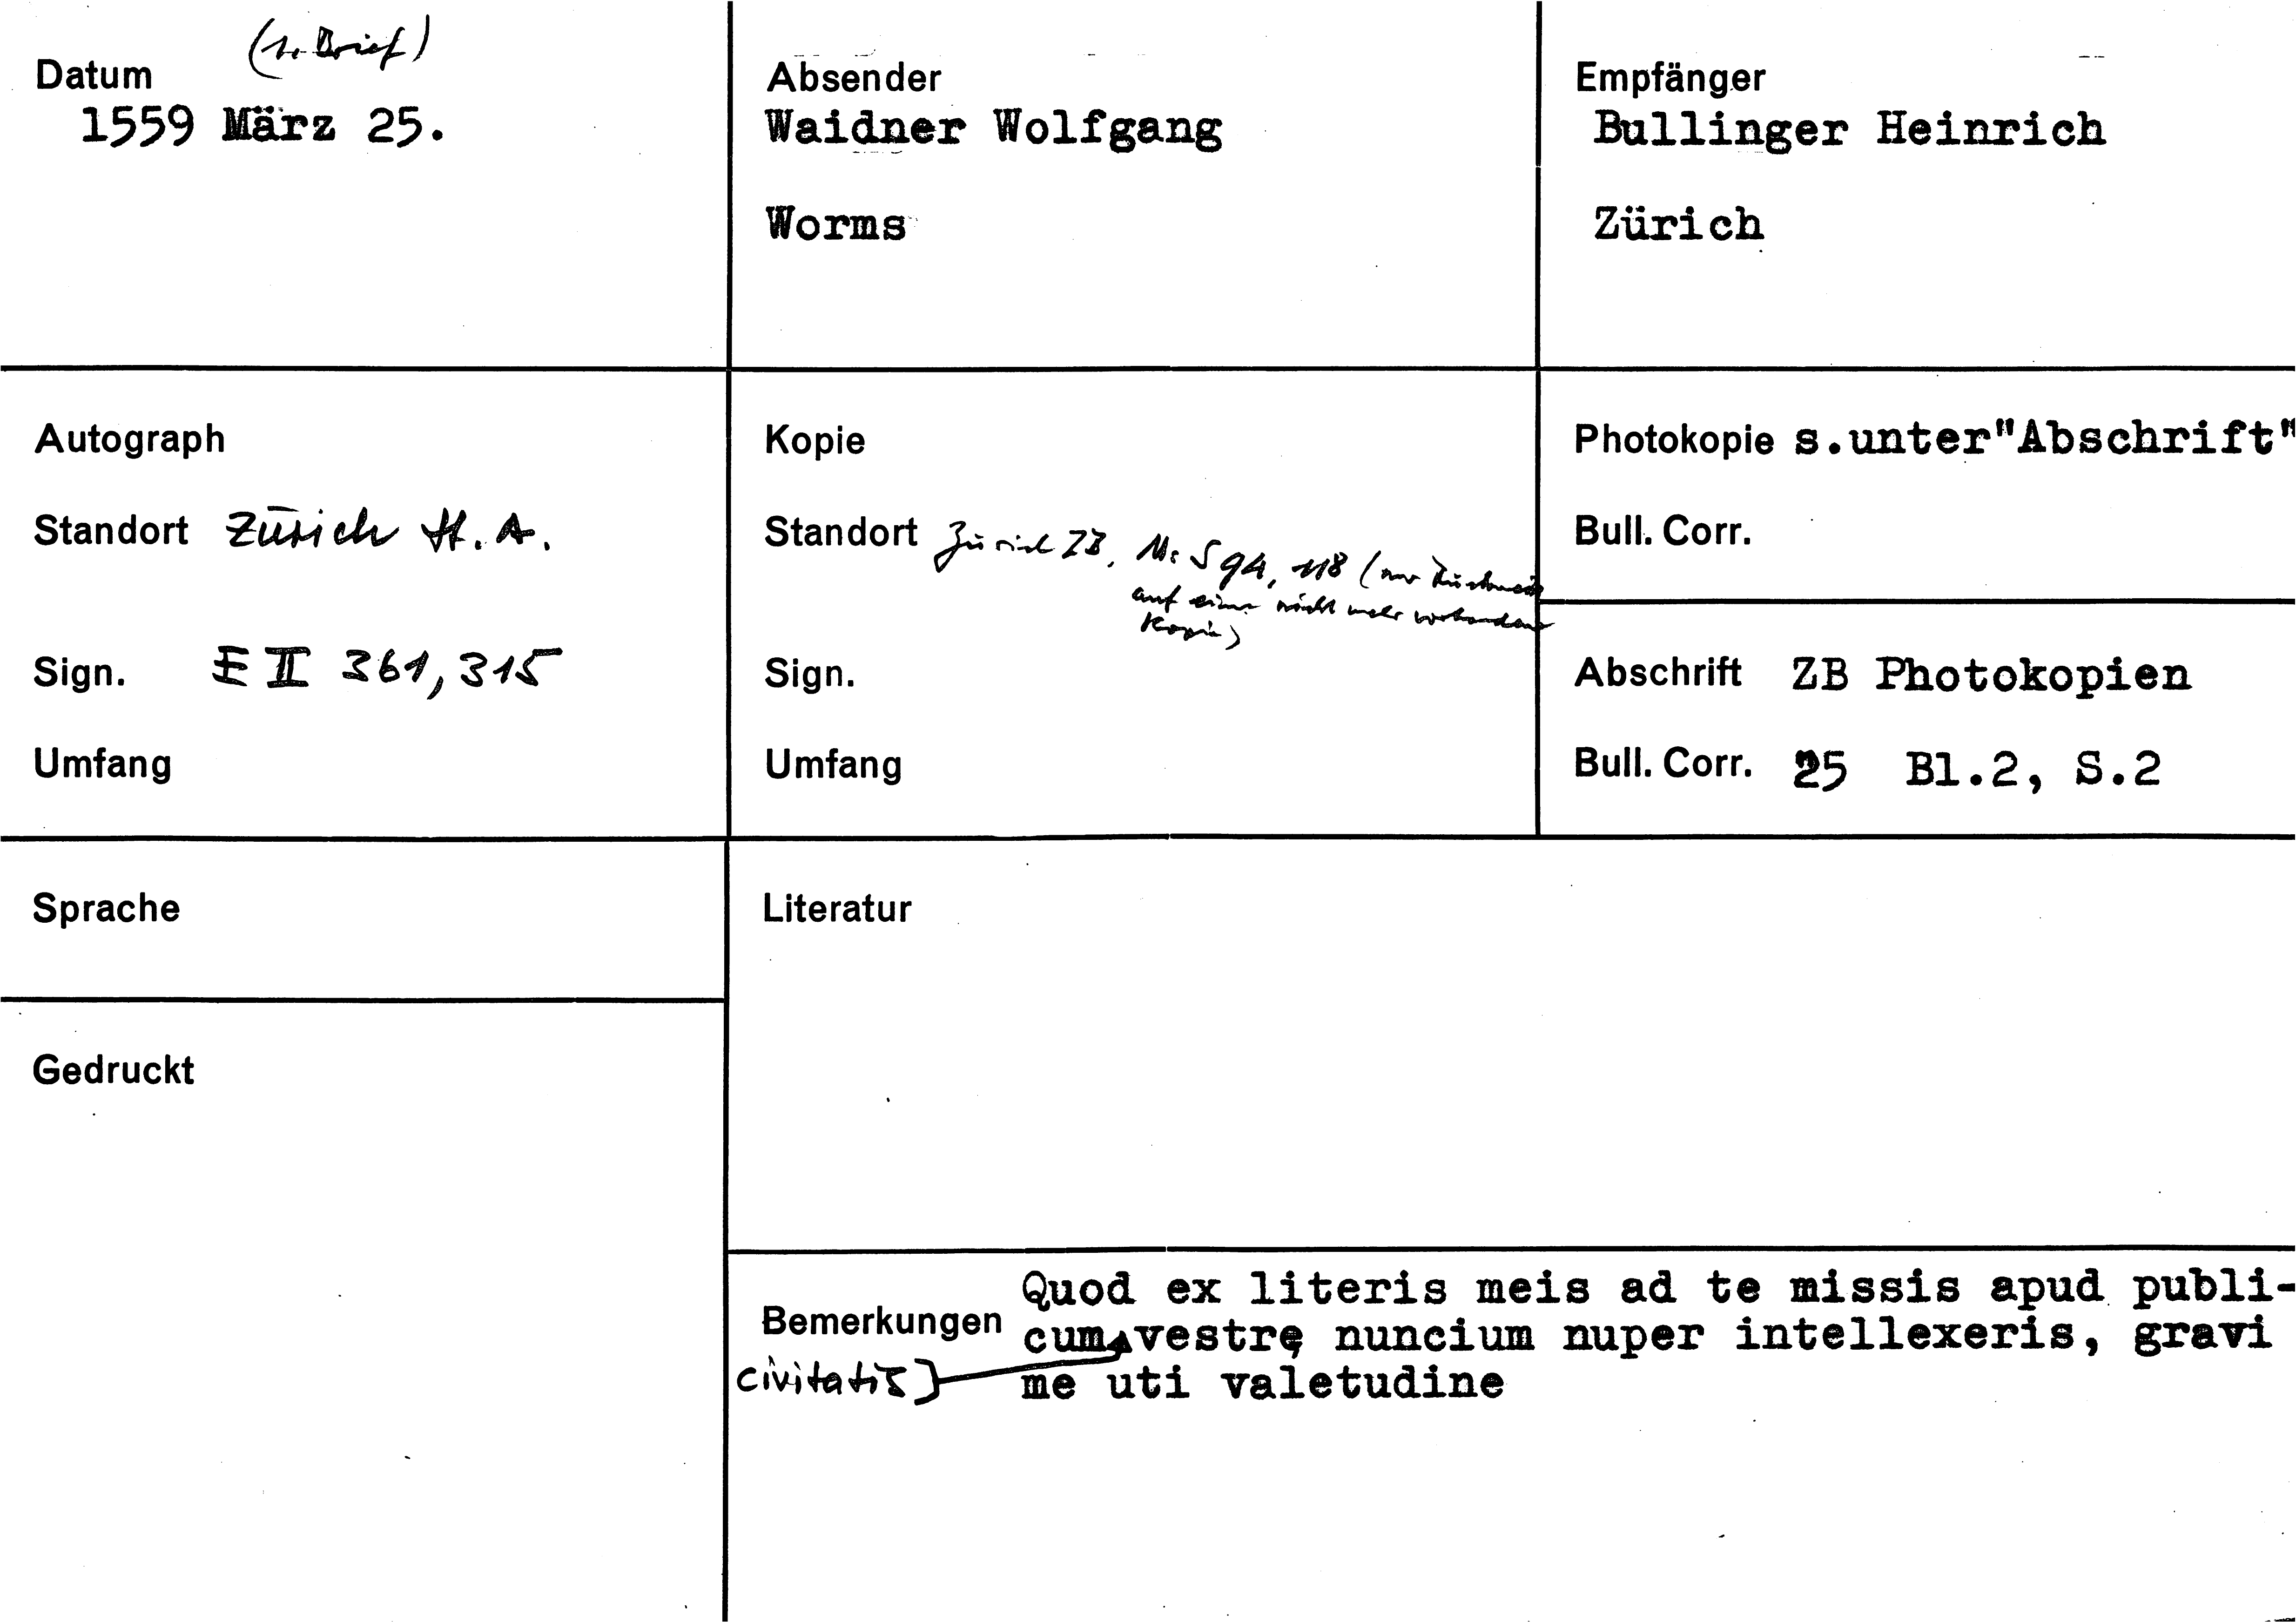 (1. Brief)
Datum
1559 März 25.
Absender
Waidner Wolfgang
Worms
Empfänger
Bullinger Heinrich
Zürich
Autograph
Standort Zürich St. A.
Sign. E II 361, 315
Umfang
Kopie
Standort Zürich ZB, Ms S 94, 118 (nur
auf eine nicht mehr vorhandene
Kopie)
Sign.
Umfang
Photokopie s.unter"Abschrift"
Bull. Corr.
Abschrift ZB Photokopien
Bull. Corr. 25 Bl.2, S.2
Sprache
Gedruckt
Literatur
Bemerkungen
Quod ex literis meis ad te missis apud publi-
cum vestrę nuncium nuper intellexeris, gravi
civitatis
me uti valetudine